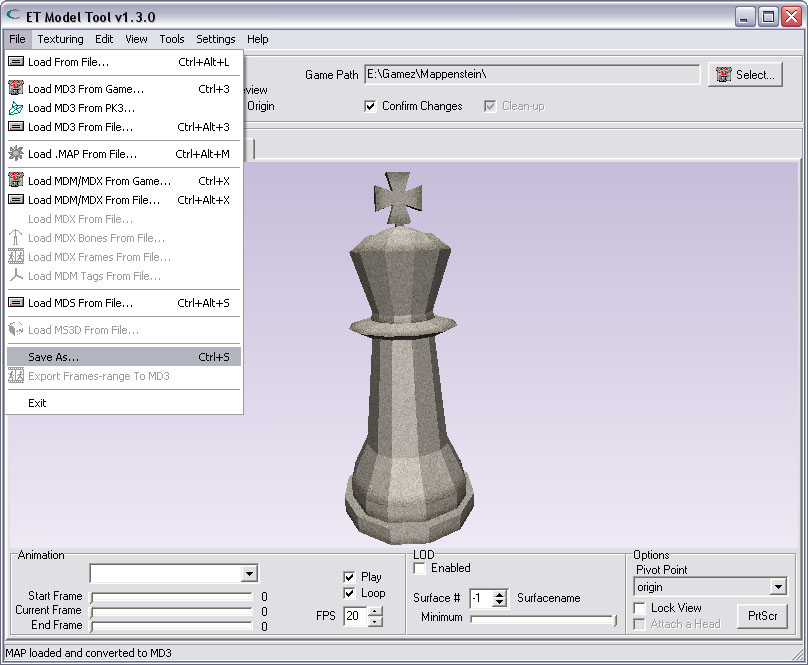 ET Model Tool v1.3.0
File Texturing Edit View Tools Settings Help
Load From File... Ctrl+Alt+L
Load MD3 From Game... Ctrl+3
Load MD3 From PK3...
Load MD3 From File... Ctrl+Alt+3
Load .MAP From File... Ctrl+Alt+M
Load MDM/MDX From Game... Ctrl+X
Load MDM/MDX From File... Ctrl+Alt+X
Load MDX From File...
Load MDX Bones From File...
Load MDX Frames From File...
Load MDM Tags From File...
Load MDS From File... Ctrl+Alt+S
Load MS3D From File...
Save As... Ctrl+S
Export Frames-range To MD3
Exit
eview
Origin
Game Path E:\Gamez\Mappenstein\ Select...
Confirm Changes Clean-up
Animation
Start Frame 0
Current Frame 0
End Frame 0
Play
Loop
FPS 20
LOD
Enabled
Surface # -1 Surfacename
Minimum
Options
Pivot Point
origin
Lock View
Attach a Head
PrtScr
MAP loaded and converted to MD3